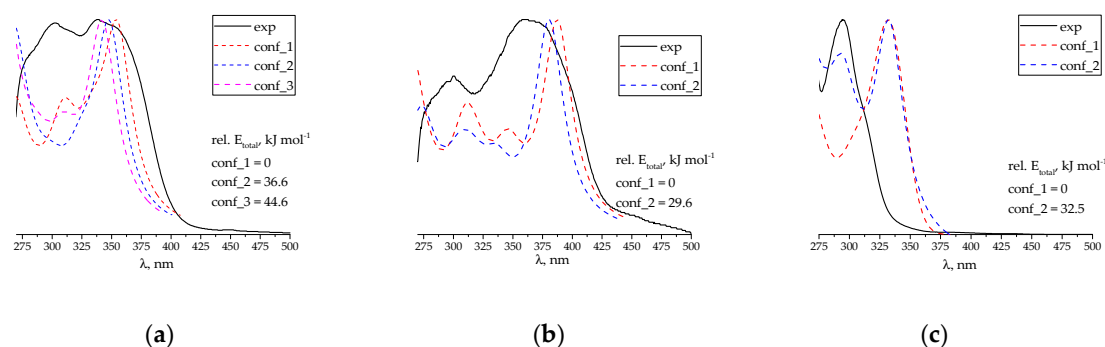 exp
conf_1
conf_2
conf_3
rel. E_total, kJ mol⁻¹
conf_1 = 0
conf_2 = 36.6
conf_3 = 44.6
275 300 325 350 375 400 425 450 475 500
λ, nm
(a)
exp
conf_1
conf_2
rel. E_total, kJ mol⁻¹
conf_1 = 0
conf_2 = 29.6
275 300 325 350 375 400 425 450 475 500
λ, nm
(b)
exp
conf_1
conf_2
rel. E_total, kJ mol⁻¹
conf_1 = 0
conf_2 = 32.5
275 300 325 350 375 400 425 450 475 500
λ, nm
(c)